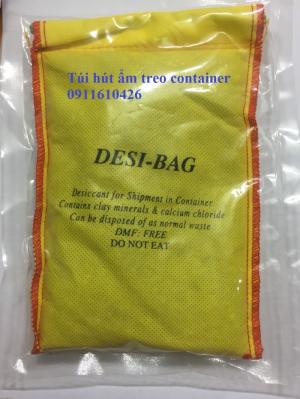 Túi hút ẩm treo container
0911610426
DESI-BAG
Desiccant for Shipment in Container
Contains clay minerals & calcium chloride
Can be disposed of as normal waste
DMF: FREE
DO NOT EAT